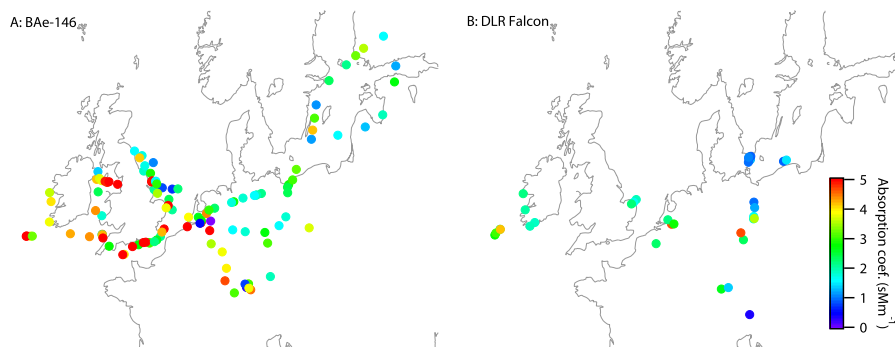 A: BAe-146
B: DLR Falcon
5
4
3
2
1
0
Absorption coef. (sMm⁻¹)